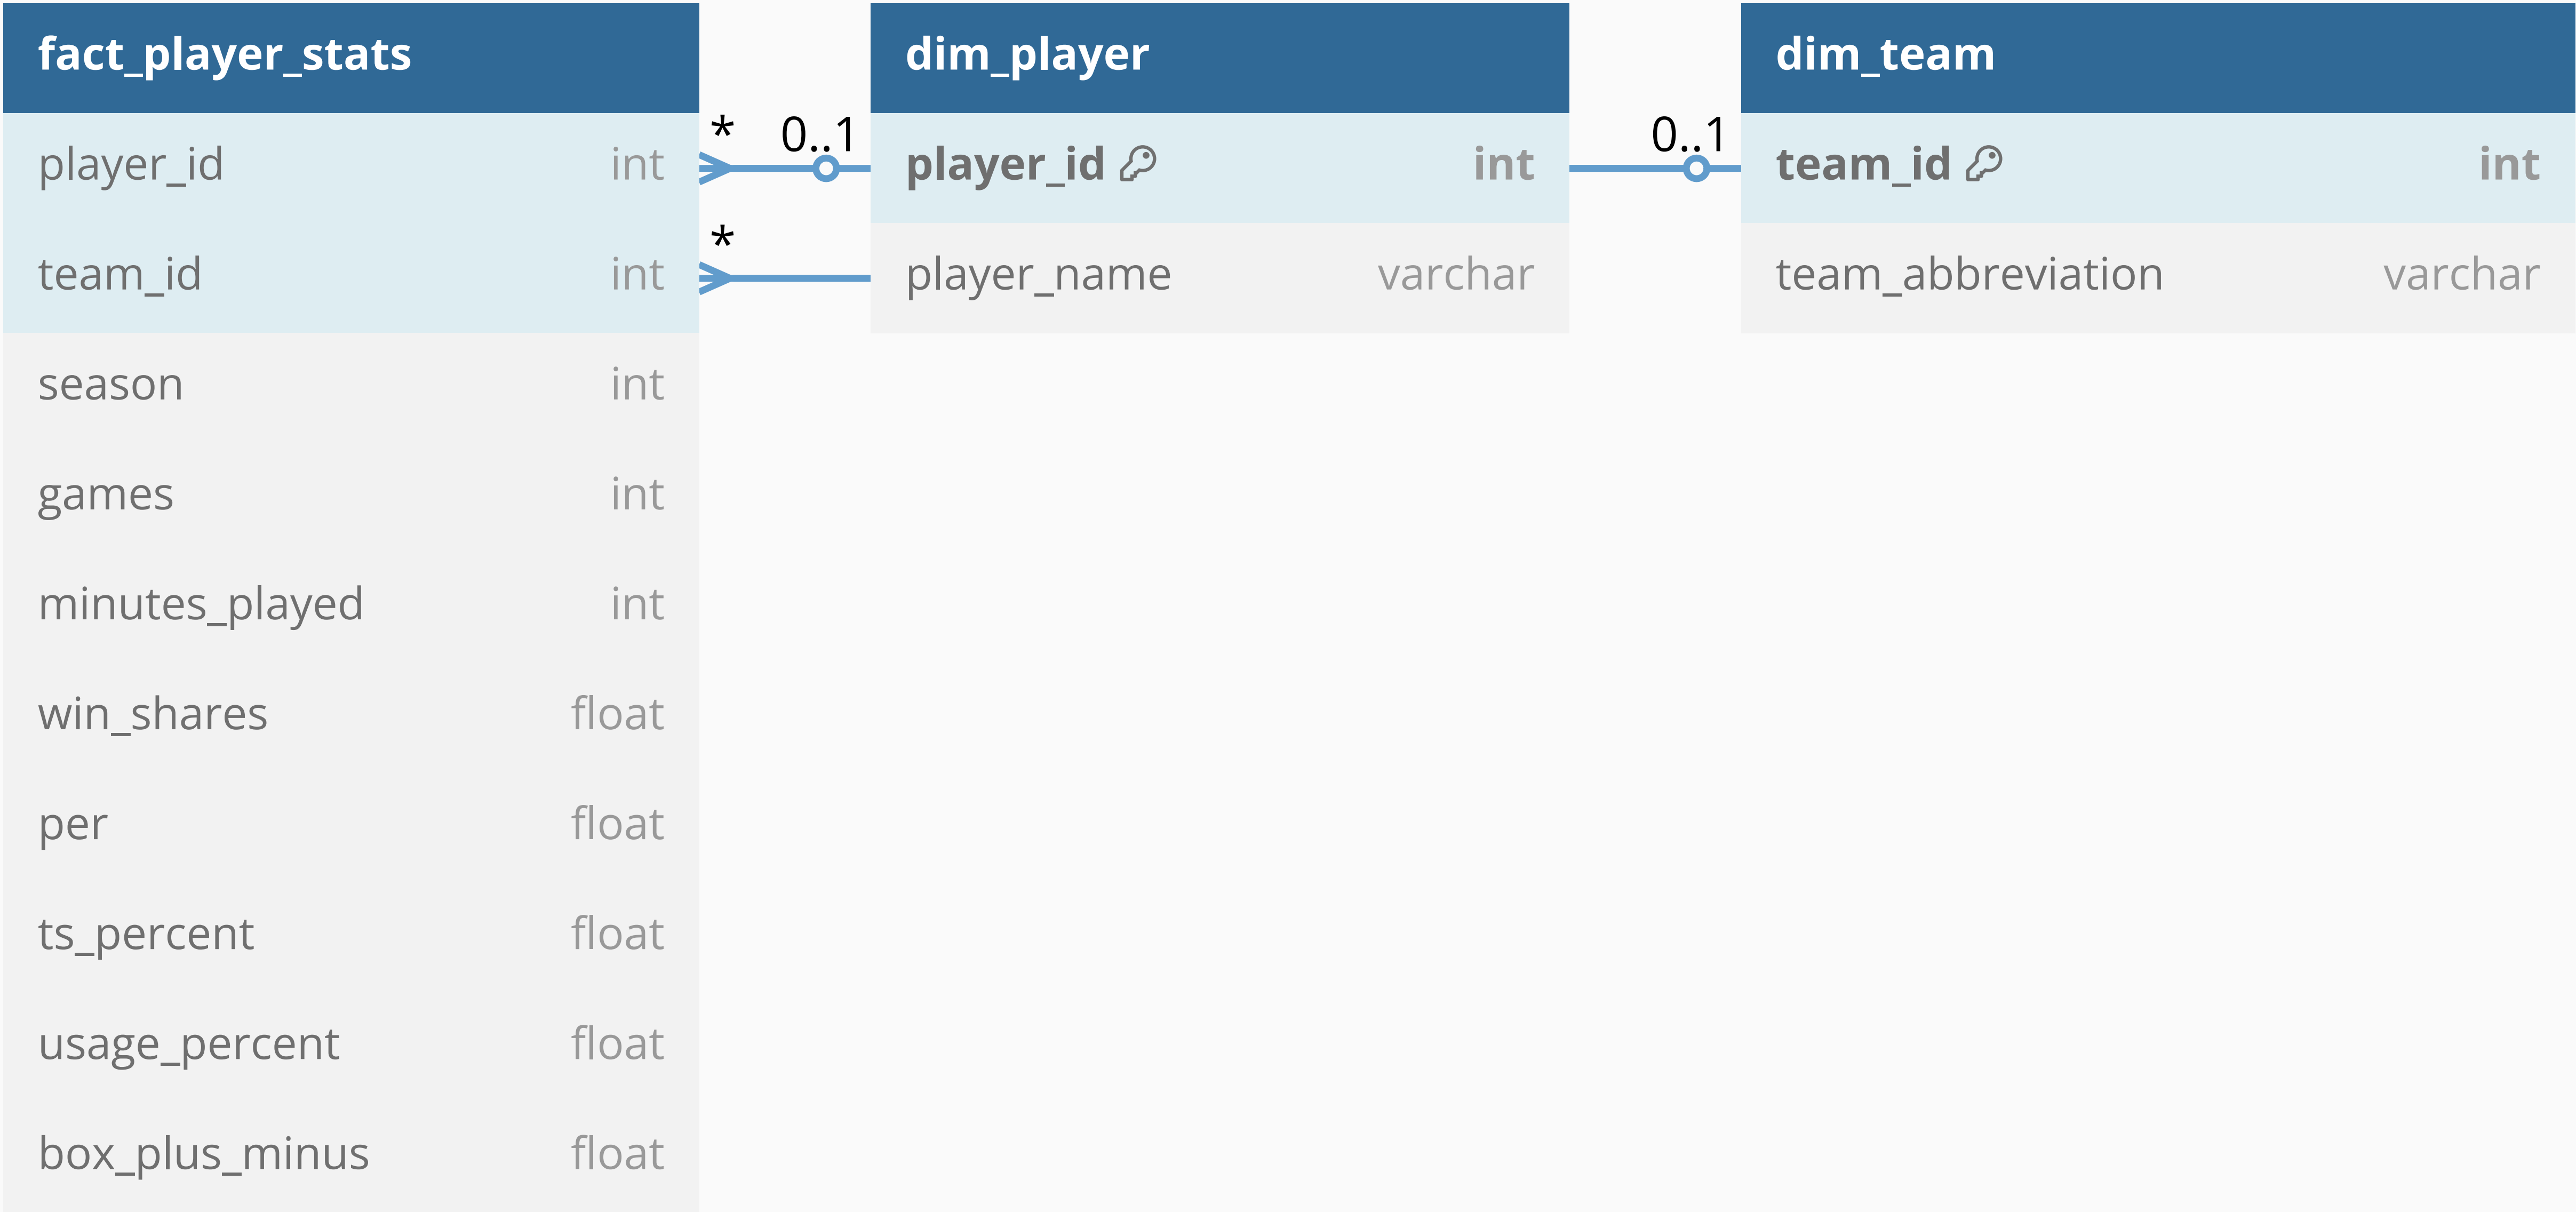 fact_player_stats
player_id int
team_id int
season int
games int
minutes_played int
win_shares float
per float
ts_percent float
usage_percent float
box_plus_minus float
* 0..1
*
dim_player
player_id int
player_name varchar
0..1
dim_team
team_id int
team_abbreviation varchar